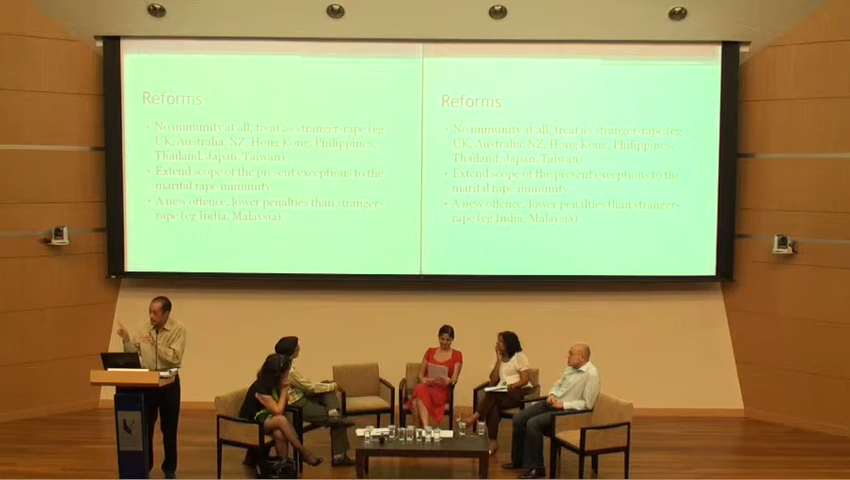 Reforms
• No immunity at all, treat as stranger-rape (eg
UK, Australia, NZ, Hong Kong, Philippines,
Thailand, Japan, Taiwan)
• Extend scope of the present exceptions to the
marital rape immunity
• A new offence, lower penalties than stranger-
rape (eg India, Malaysia)
Reforms
• No immunity at all, treat as stranger-rape (eg
UK, Australia, NZ, Hong Kong, Philippines,
Thailand, Japan, Taiwan)
• Extend scope of the present exceptions to the
marital rape immunity
• A new offence, lower penalties than stranger-
rape (eg India, Malaysia)